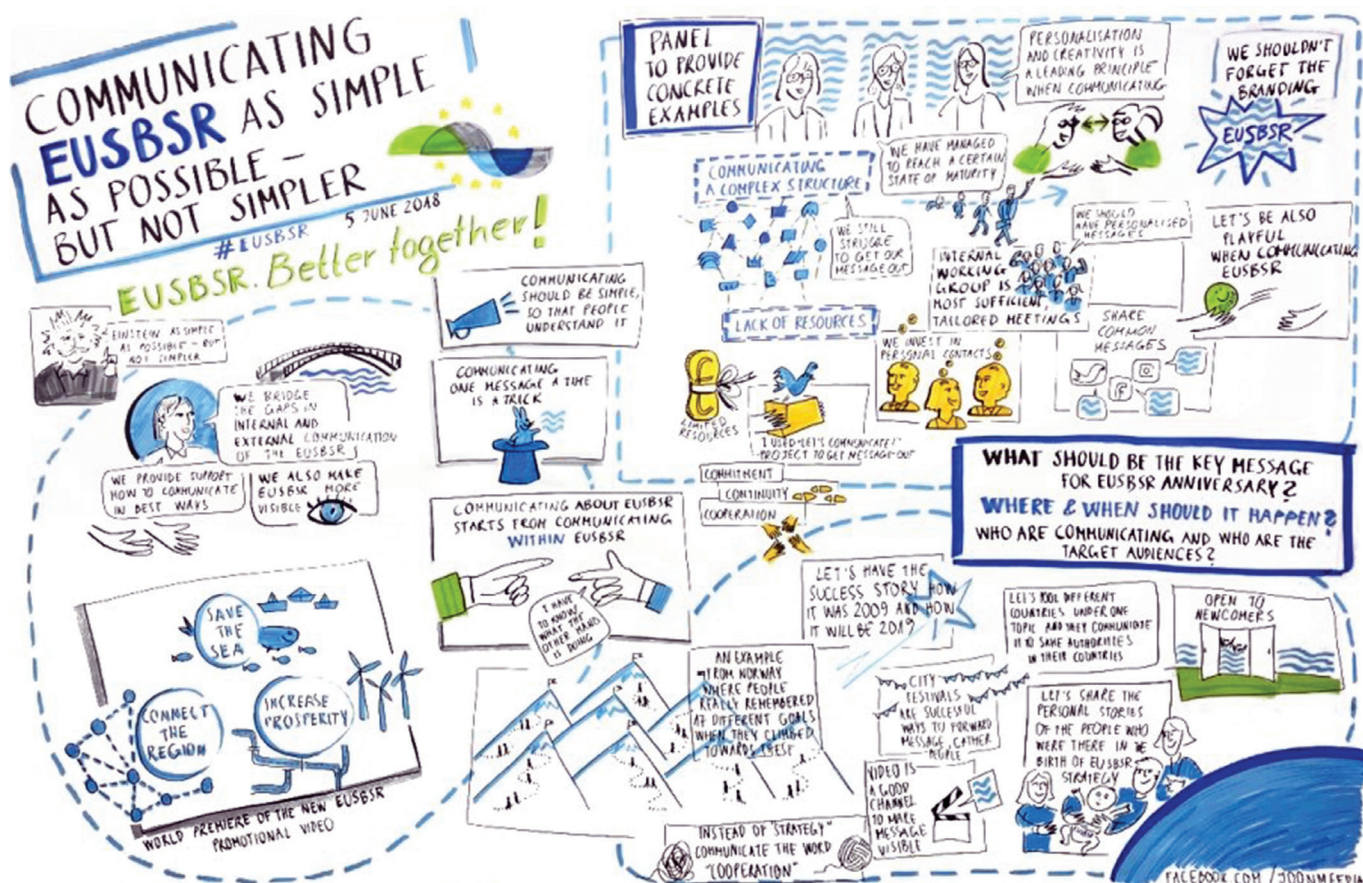 COMMUNICATING
EUSBSR AS SIMPLE
AS POSSIBLE –
BUT NOT SIMPLER
5 JUNE 2018
#EUSBSR
EUSBSR. Better together!
EINSTEIN AS SIMPLE
AS POSSIBLE – BUT
NOT SIMPLER
WE BRIDGE
THE GAPS IN
INTERNAL AND
EXTERNAL COMMUNICATION
OF THE EUSBSR
WE PROVIDE SUPPORT
HOW TO COMMUNICATE
IN BEST WAYS
WE ALSO MAKE
EUSBSR MORE
VISIBLE
SAVE
THE
SEA
CONNECT
THE
REGION
INCREASE
PROSPERITY
WORLD PREMIERE OF THE NEW EUSBSR
PROMOTIONAL VIDEO
COMMUNICATING
SHOULD BE SIMPLE,
SO THAT PEOPLE
UNDERSTAND IT
COMMUNICATING
ONE MESSAGE A TIME
IS A TRICK
COMMUNICATING ABOUT EUSBSR
STARTS FROM COMMUNICATING
WITHIN EUSBSR
I HAVE
TO KNOW
WHAT THE
OTHER HAND
IS DOING
AN EXAMPLE
FROM NORWAY
WHERE PEOPLE
REALLY REMEMBERED
17 DIFFERENT GOALS
WHEN THEY CLIMBED
TOWARDS THESE
INSTEAD OF "STRATEGY"
COMMUNICATE THE WORD
"COOPERATION"
PANEL
TO PROVIDE
CONCRETE
EXAMPLES
PERSONALISATION
AND CREATIVITY IS
A LEADING PRINCIPLE
WHEN COMMUNICATING
WE SHOULDN'T
FORGET THE
BRANDING
EUSBSR
WE HAVE MANAGED
TO REACH A CERTAIN
STATE OF MATURITY
COMMUNICATING
A COMPLEX STRUCTURE
WE STILL
STRUGGLE
TO GET OUR
MESSAGE OUT
WE SHOULD
HAVE PERSONALISED
MESSAGES
LET'S BE ALSO
PLAYFUL
WHEN COMMUNICATING
EUSBSR
INTERNAL
WORKING
GROUP IS
MOST SUFFICIENT,
TAILORED MEETINGS
SHARE
COMMON
MESSAGES
LACK OF RESOURCES
LIMITED
RESOURCES
WE INVEST IN
PERSONAL CONTACTS
I USED "LET'S COMMUNICATE!"
PROJECT TO GET MESSAGE OUT
COMMITMENT
CONTINUITY
COOPERATION
WHAT SHOULD BE THE KEY MESSAGE
FOR EUSBSR ANNIVERSARY?
WHERE & WHEN SHOULD IT HAPPEN?
WHO ARE COMMUNICATING AND WHO ARE THE
TARGET AUDIENCES?
LET'S HAVE THE
SUCCESS STORY HOW
IT WAS 2009 AND HOW
IT WILL BE 2019
LET'S POOL DIFFERENT
COUNTRIES UNDER ONE
TOPIC AND THEY COMMUNICATE
IT TO SAME AUTHORITIES
IN THEIR COUNTRIES
OPEN TO
NEWCOMERS
CITY
FESTIVALS
ARE SUCCESFUL
WAYS TO FORWARD
MESSAGE, GATHER
PEOPLE
LET'S SHARE THE
PERSONAL STORIES
OF THE PEOPLE WHO
WERE THERE IN THE
BIRTH OF EUSBSR
STRATEGY
VIDEO IS
A GOOD
CHANNEL
TO MAKE
MESSAGE
VISIBLE
FACEBOOK.COM